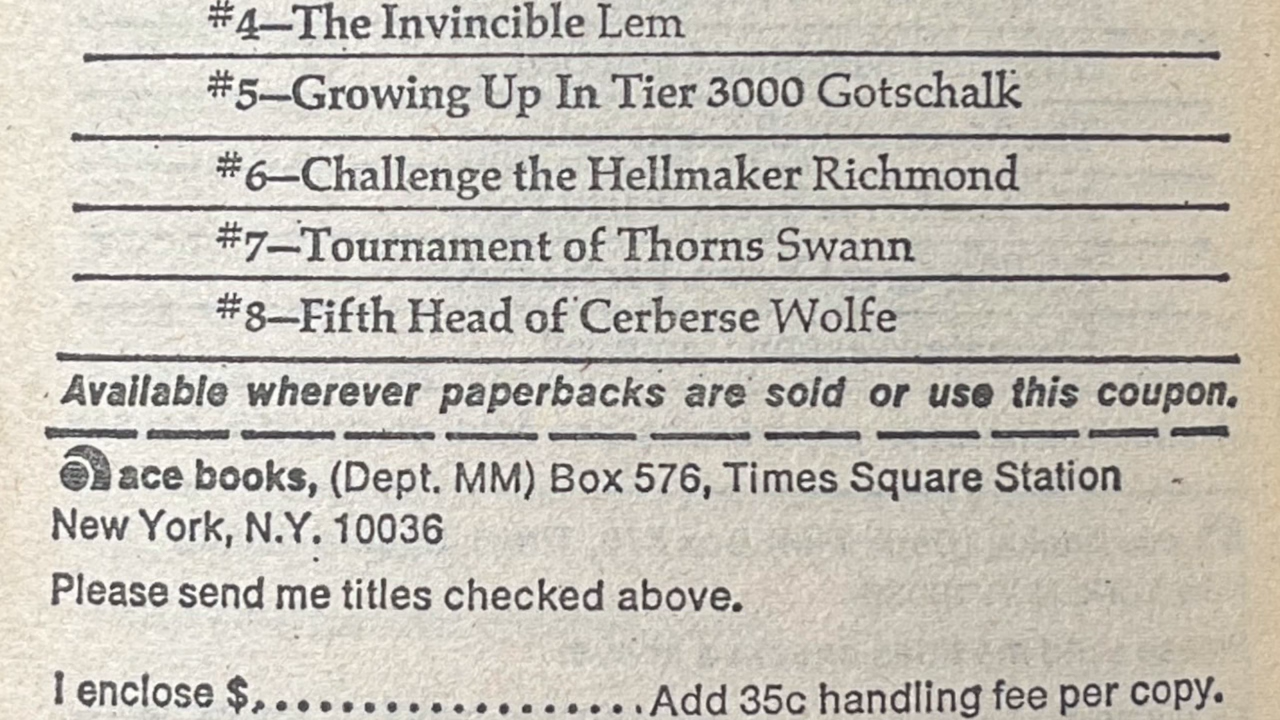 #4—The Invincible Lem
#5—Growing Up In Tier 3000 Gotschalk
#6—Challenge the Hellmaker Richmond
#7—Tournament of Thorns Swann
#8—Fifth Head of Cerberse Wolfe
Available wherever paperbacks are sold or use this coupon.
ace books, (Dept. MM) Box 576, Times Square Station
New York, N.Y. 10036
Please send me titles checked above.
I enclose $..................Add 35c handling fee per copy.